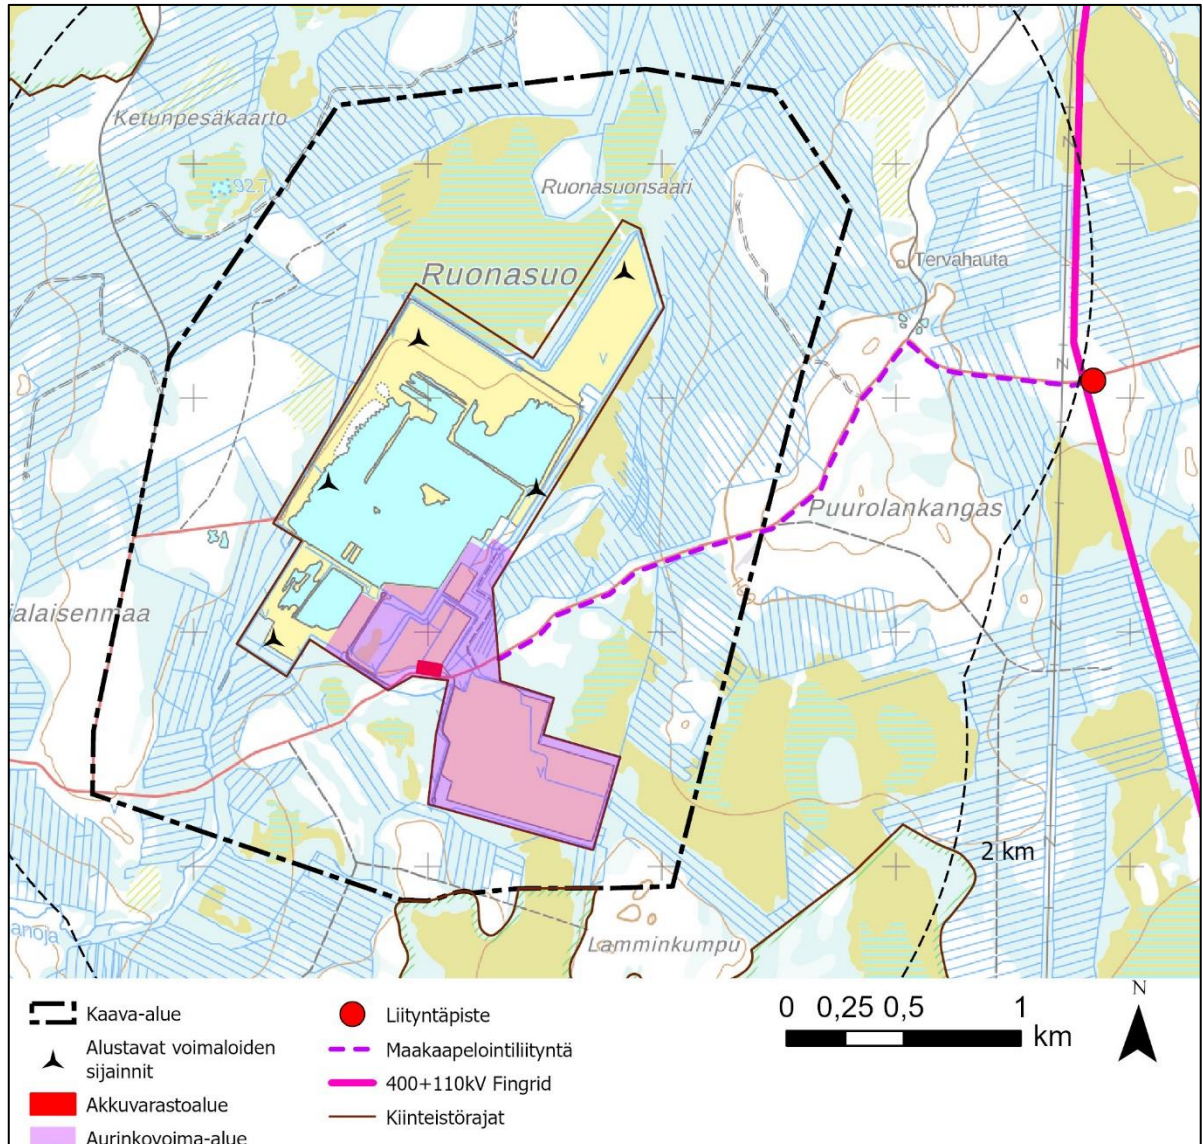 Ketunpesäkaarto
92.7
Ruonasuonsaari
Ruonasuo
Tervahauta
Puurolankangas
ialaisenmaa
2 km
anoja
Lamminkumpu
Kaava-alue
Alustavat voimaloiden
sijainnit
Akkuvarastoalue
Aurinkovoima-alue
Liityntäpiste
Maakaapelointiliityntä
400+110kV Fingrid
Kiinteistörajat
0 0,25 0,5 1
km
N